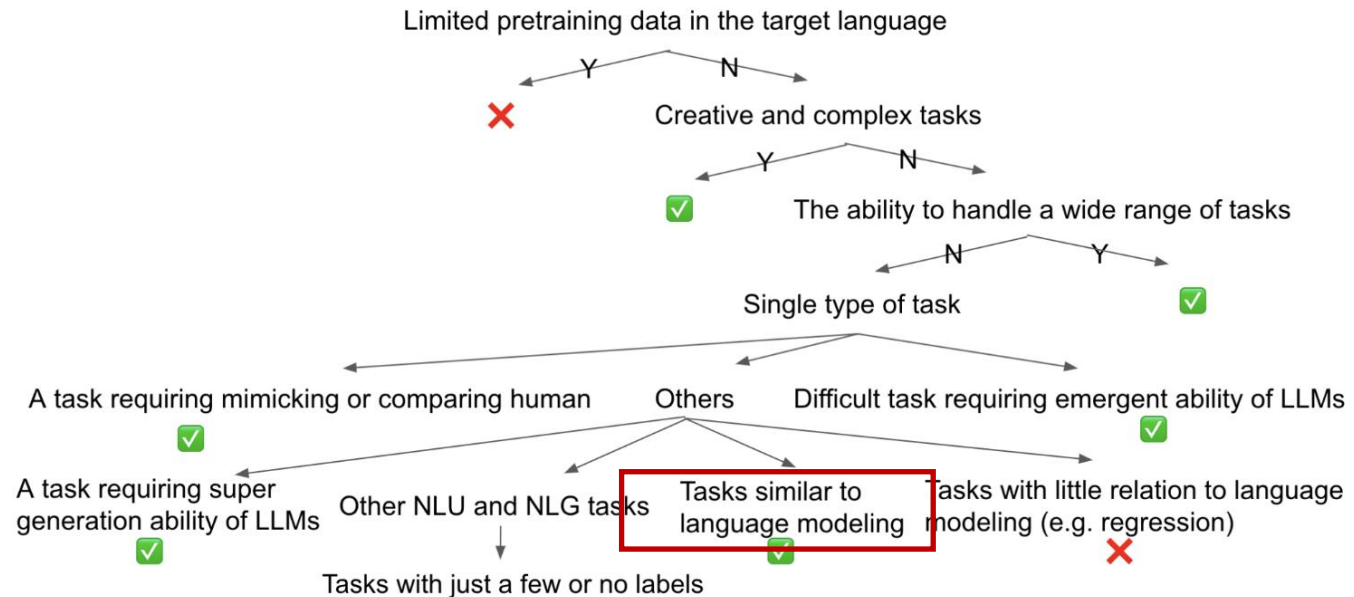 Limited pretraining data in the target language
Y
N
Creative and complex tasks
Y
N
The ability to handle a wide range of tasks
N
Y
Single type of task
A task requiring mimicking or comparing human
Others
Difficult task requiring emergent ability of LLMs
A task requiring super
generation ability of LLMs
Other NLU and NLG tasks
Tasks similar to
language modeling
Tasks with little relation to language
modeling (e.g. regression)
Tasks with just a few or no labels